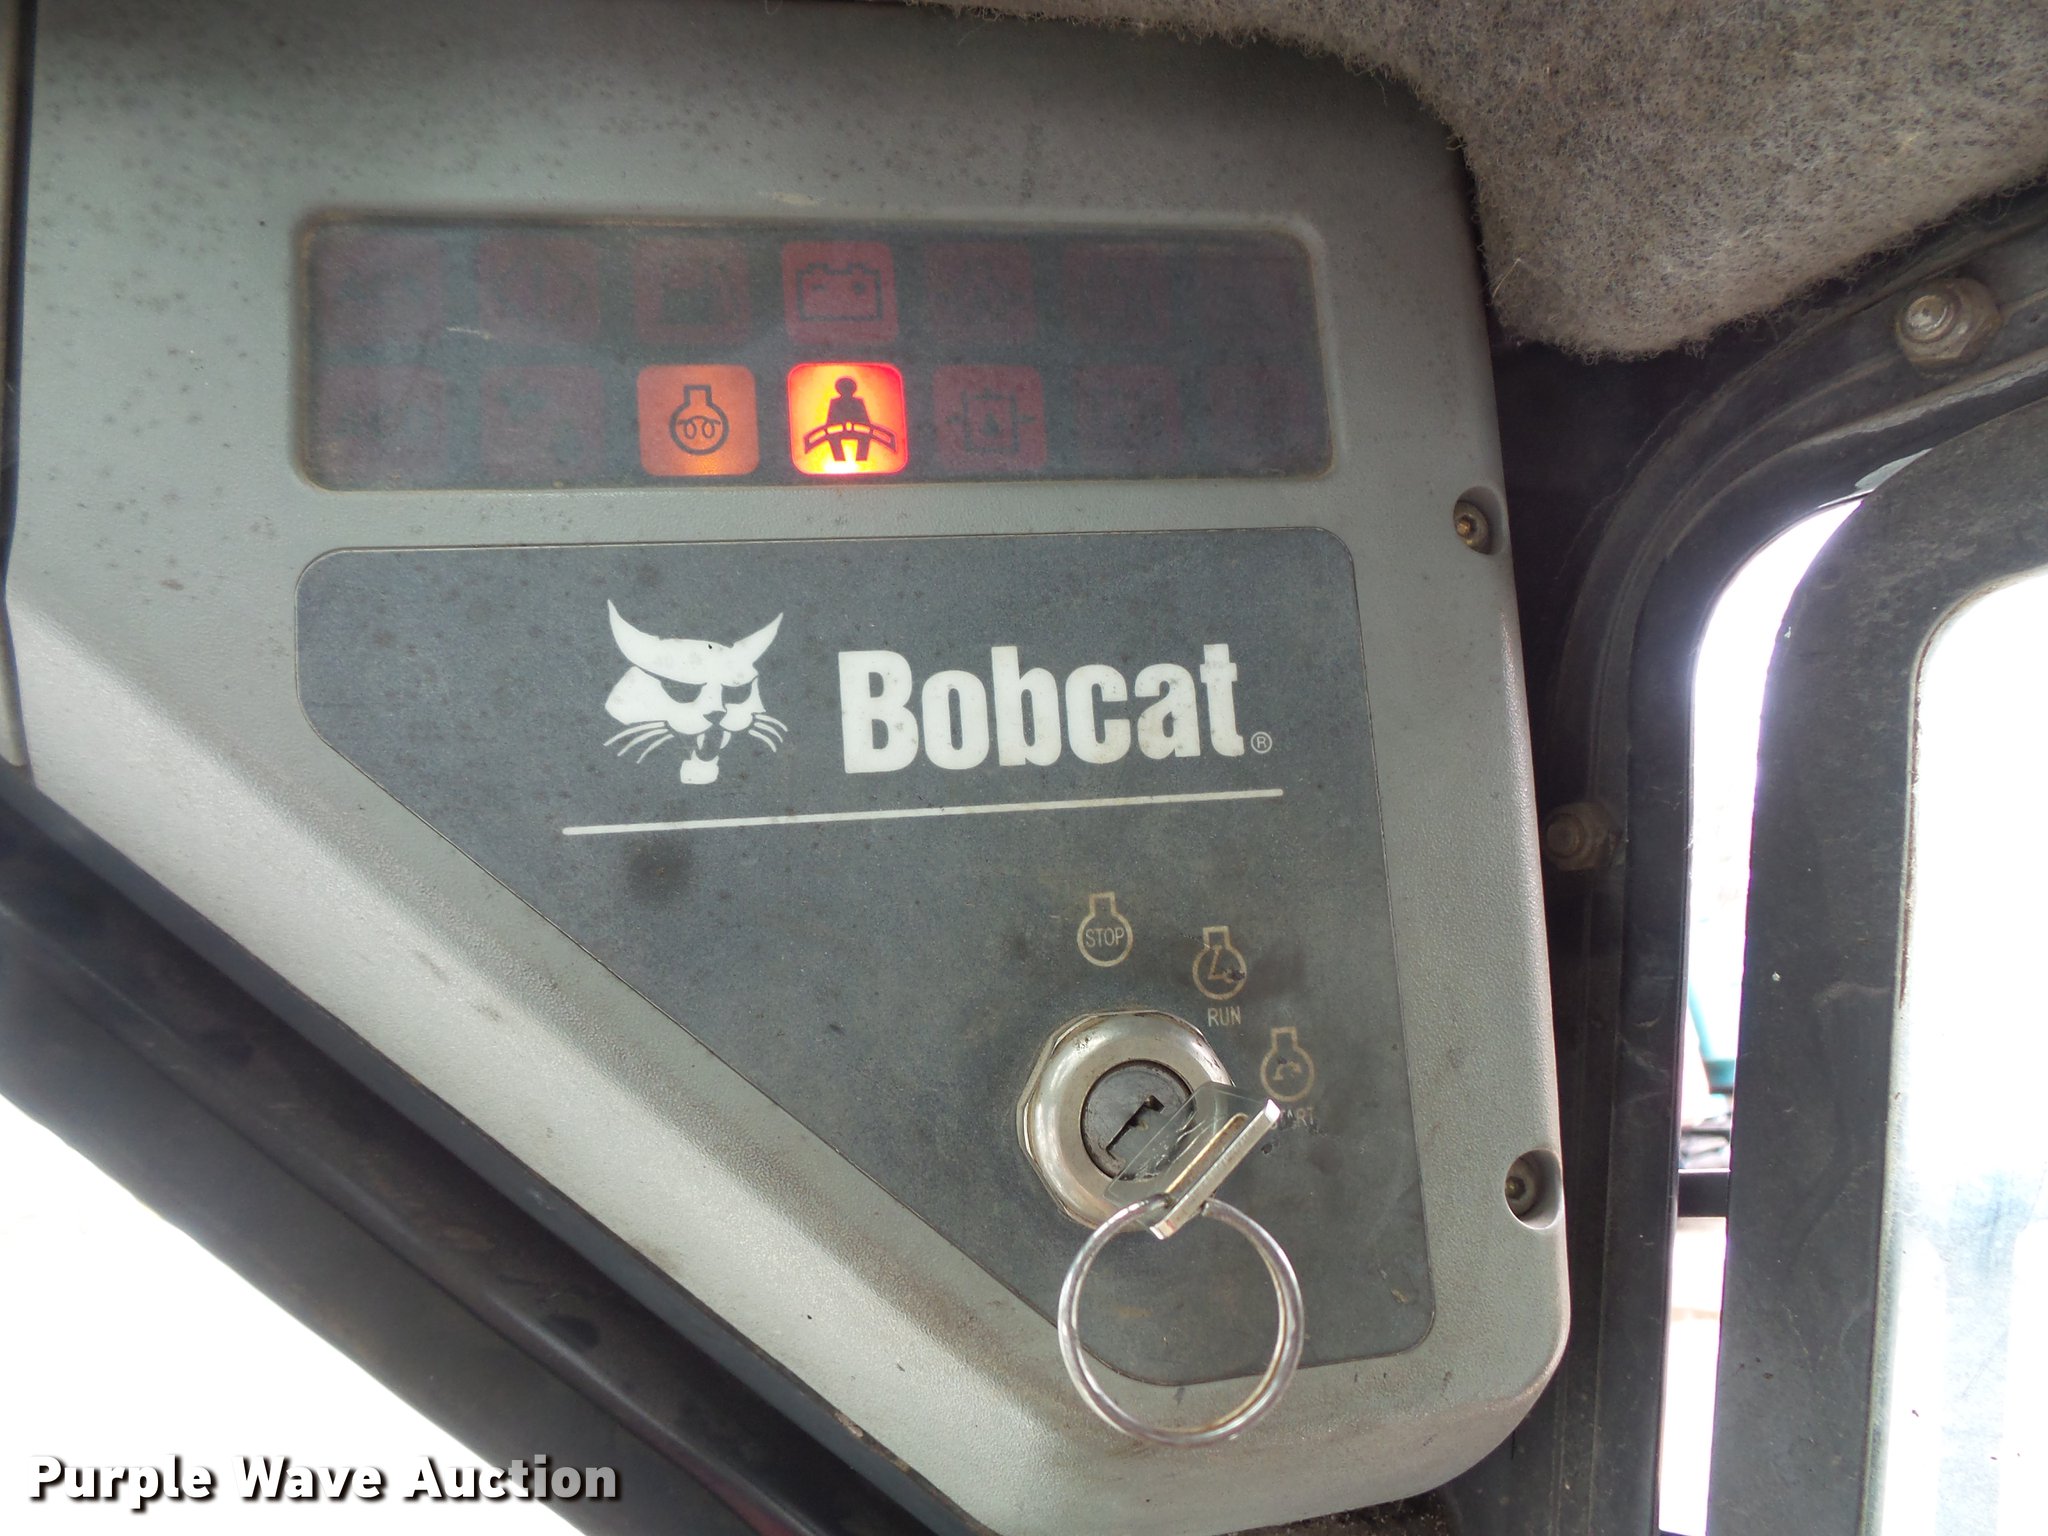 Bobcat®
STOP
RUN
Purple Wave Auction